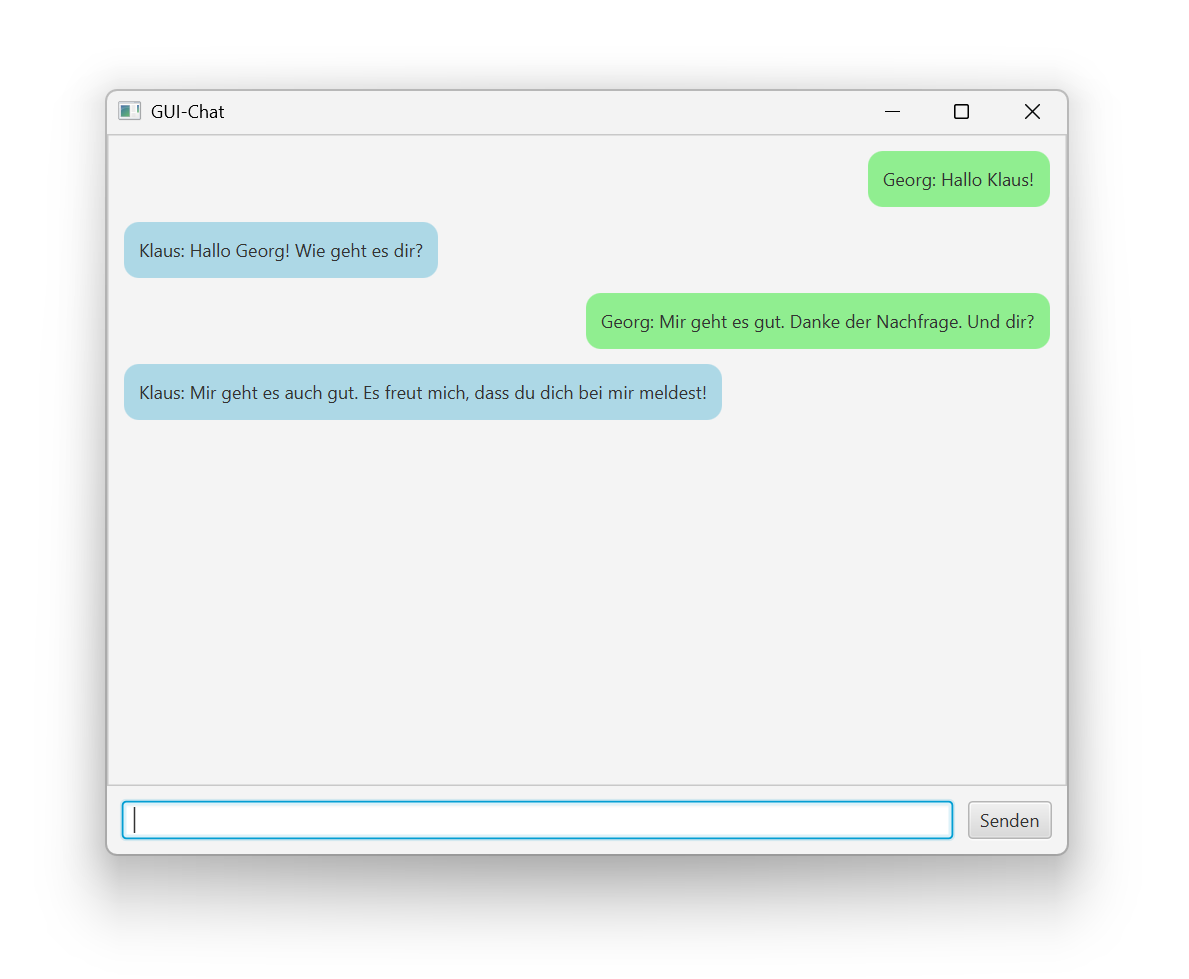 GUI-Chat
Georg: Hallo Klaus!
Klaus: Hallo Georg! Wie geht es dir?
Georg: Mir geht es gut. Danke der Nachfrage. Und dir?
Klaus: Mir geht es auch gut. Es freut mich, dass du dich bei mir meldest!
Senden